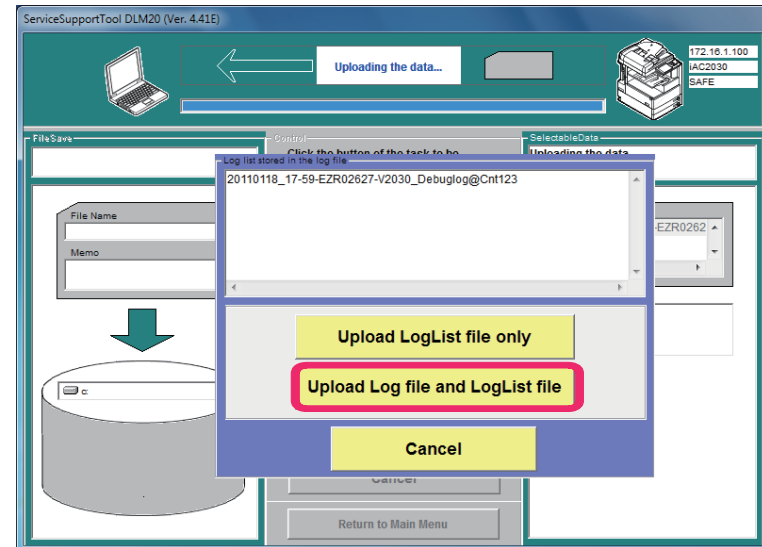 ServiceSupportTool DLM20 (Ver. 4.41E)
Uploading the data...
172.16.1.100
iAC2030
SAFE
FileSave
Control
Click the button of the task to be
SelectableData
Uploading the data
Log list stored in the log file
20110118_17-59-EZR02627-V2030_Debuglog@Cnt123
File Name
Memo
-EZR0262
Upload LogList file only
Upload Log file and LogList file
c:
Cancel
Cancel
Return to Main Menu